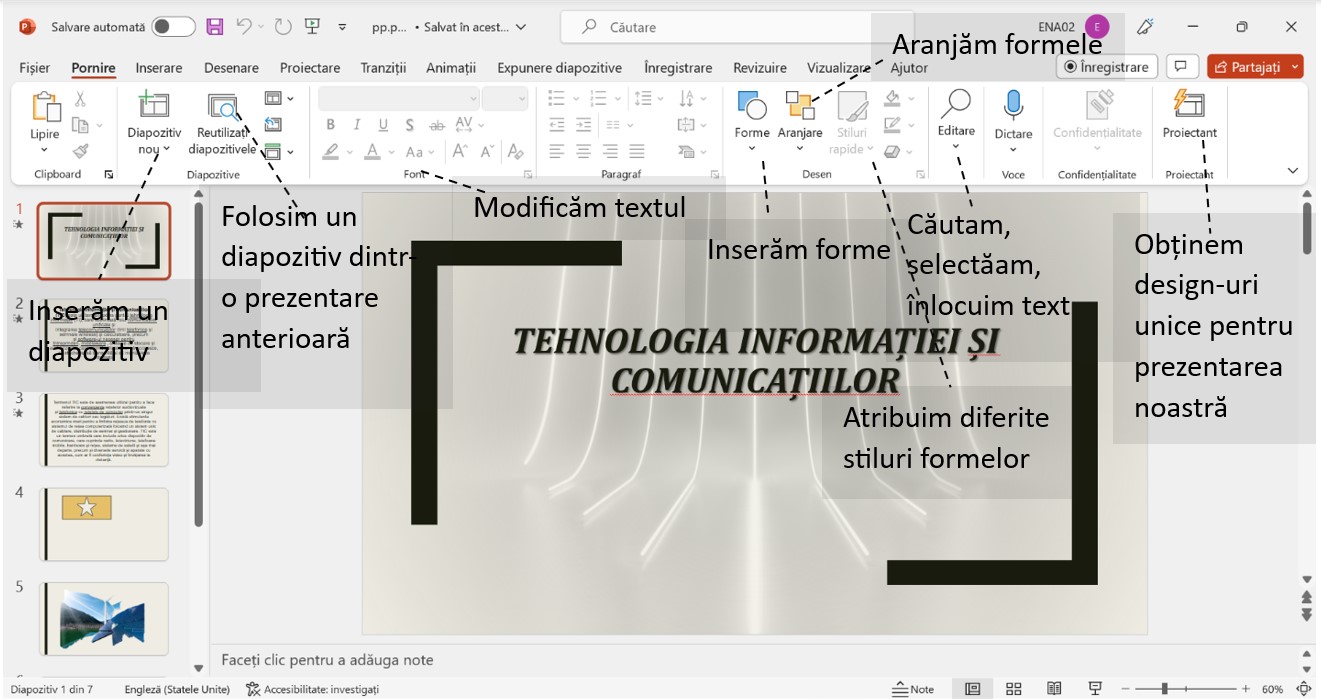 Salvare automată
pp.p... • Salvat în acest...
Căutare
ENA02
E
Aranjăm formele
Fișier Pornire Inserare Desenare Proiectare Tranziții Animații Expunere diapozitive Înregistrare Revizuire Vizualizare Ajutor
Înregistrare
Partajați
Lipire
Diapozitiv
nou
Reutilizați
diapozitivele
B I U S ab AV
A Aa A A A
Forme
Aranjare
Stiluri
rapide
Editare
Dictare
Confidențialitate
Proiectant
Clipboard
Diapozitive
Font
Paragraf
Desen
Voce
Confidențialitate
Proiectant
Inserăm un
diapozitiv
Folosim un
diapozitiv dintr-
o prezentare
anterioară
Modificăm textul
Inserăm forme
Căutam,
selectăam,
înlocuim text
Obținem
design-uri
unice pentru
prezentarea
noastră
TEHNOLOGIA INFORMAȚIEI ȘI
COMUNICAȚIILOR
Atribuim diferite
stiluri formelor
1
TEHNOLOGIA INFORMAȚIEI ȘI
COMUNICAȚIILOR
2
3
4
5
Faceți clic pentru a adăuga note
Diapozitiv 1 din 7
Engleză (Statele Unite)
Accesibilitate: investigați
Note
60%